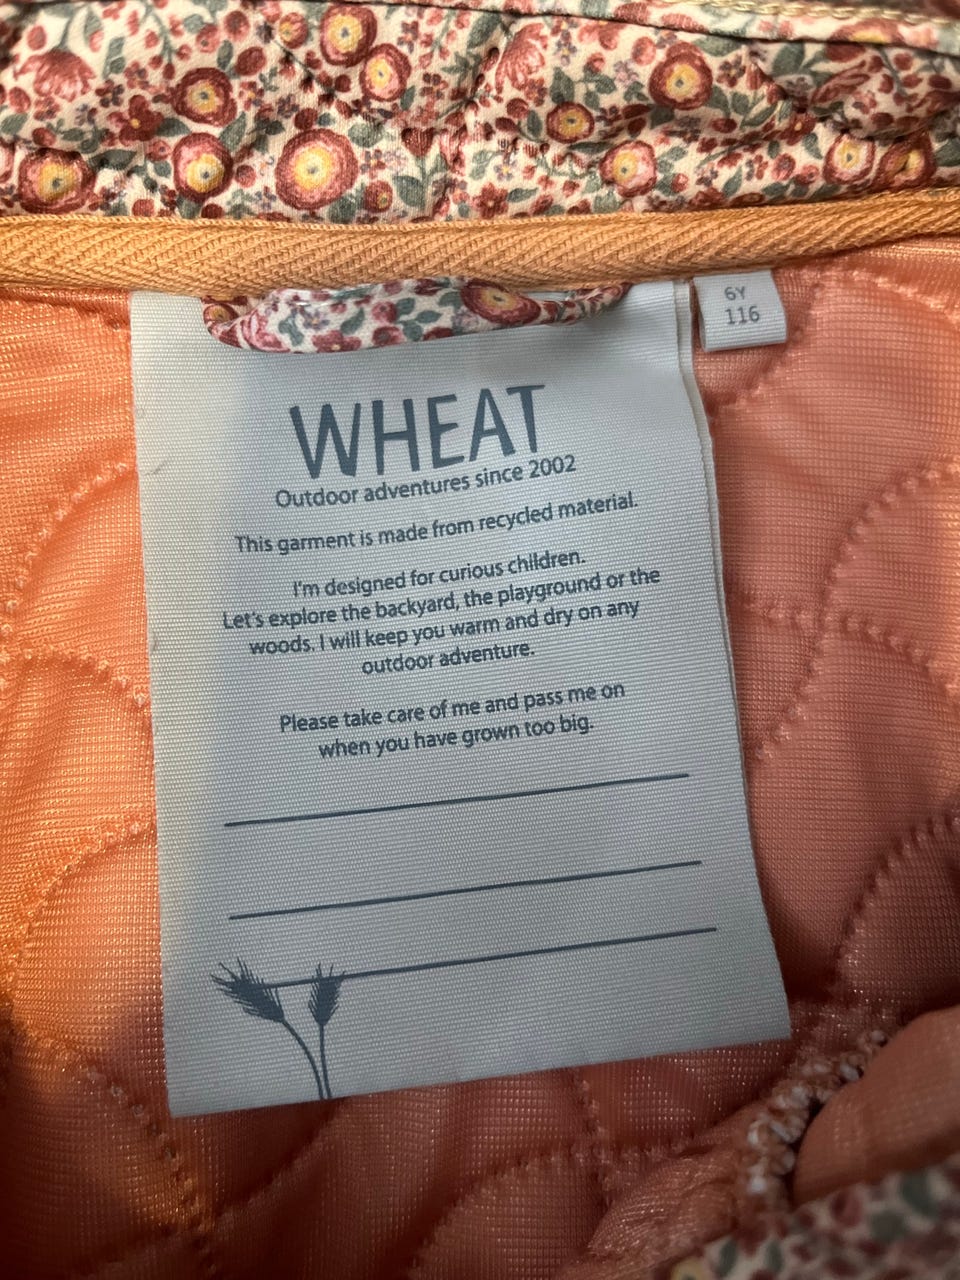 6Y
116
WHEAT
Outdoor adventures since 2002
This garment is made from recycled material.
I'm designed for curious children.
Let's explore the backyard, the playground or the
woods. I will keep you warm and dry on any
outdoor adventure.
Please take care of me and pass me on
when you have grown too big.